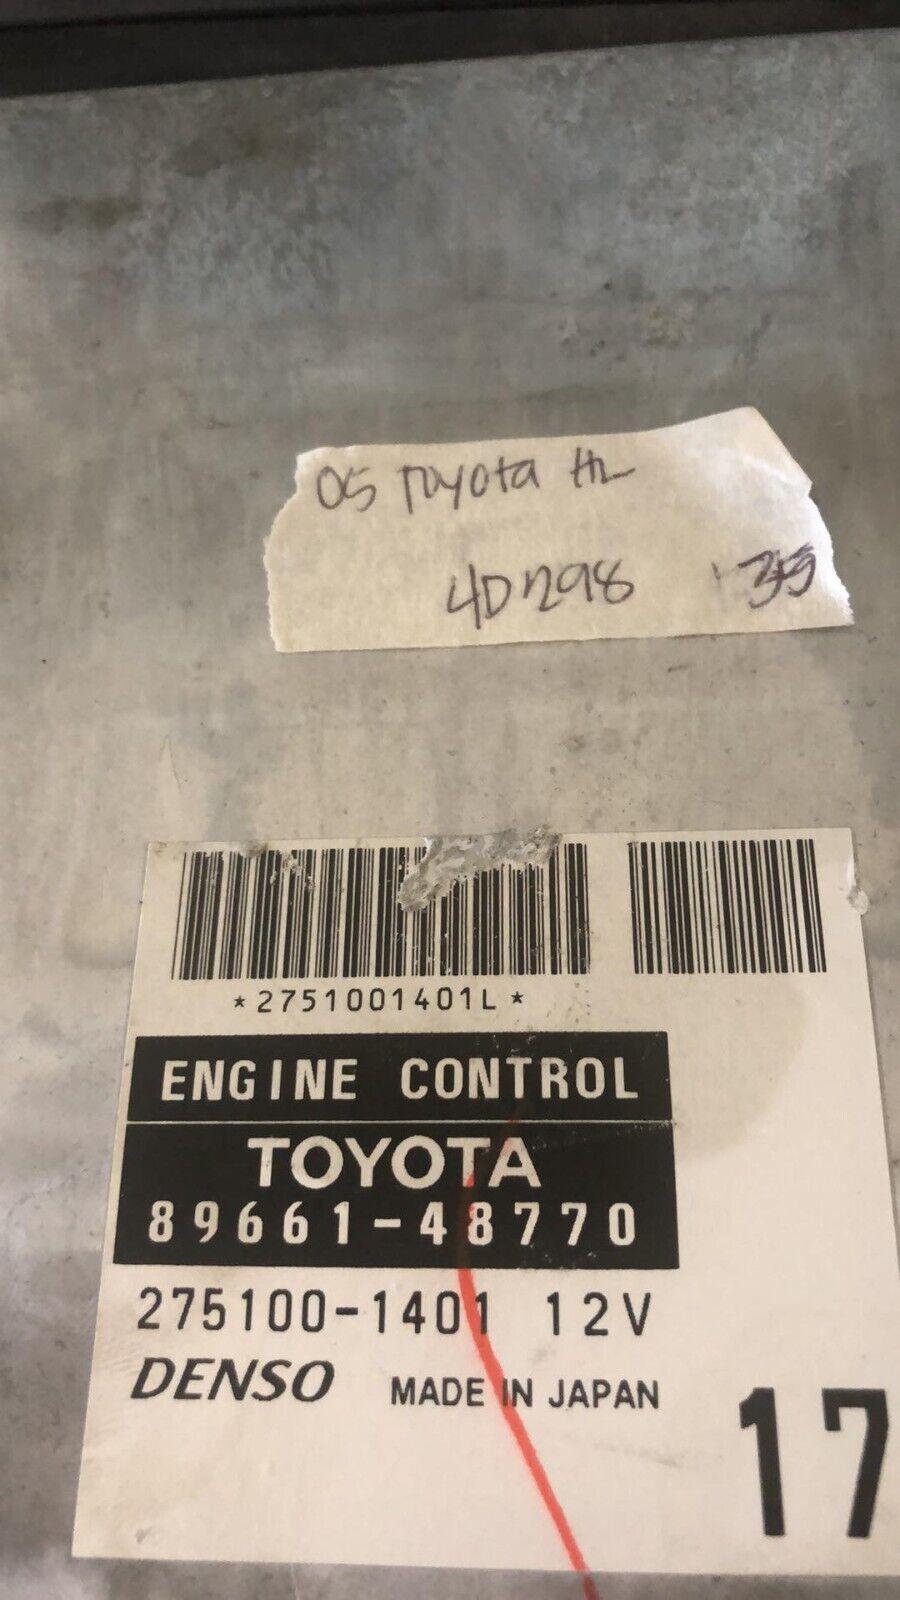 05 Toyota HL
4D298
*2751001401L*
ENGINE CONTROL
TOYOTA
89661-48770
275100-1401 12V
DENSO MADE IN JAPAN
17